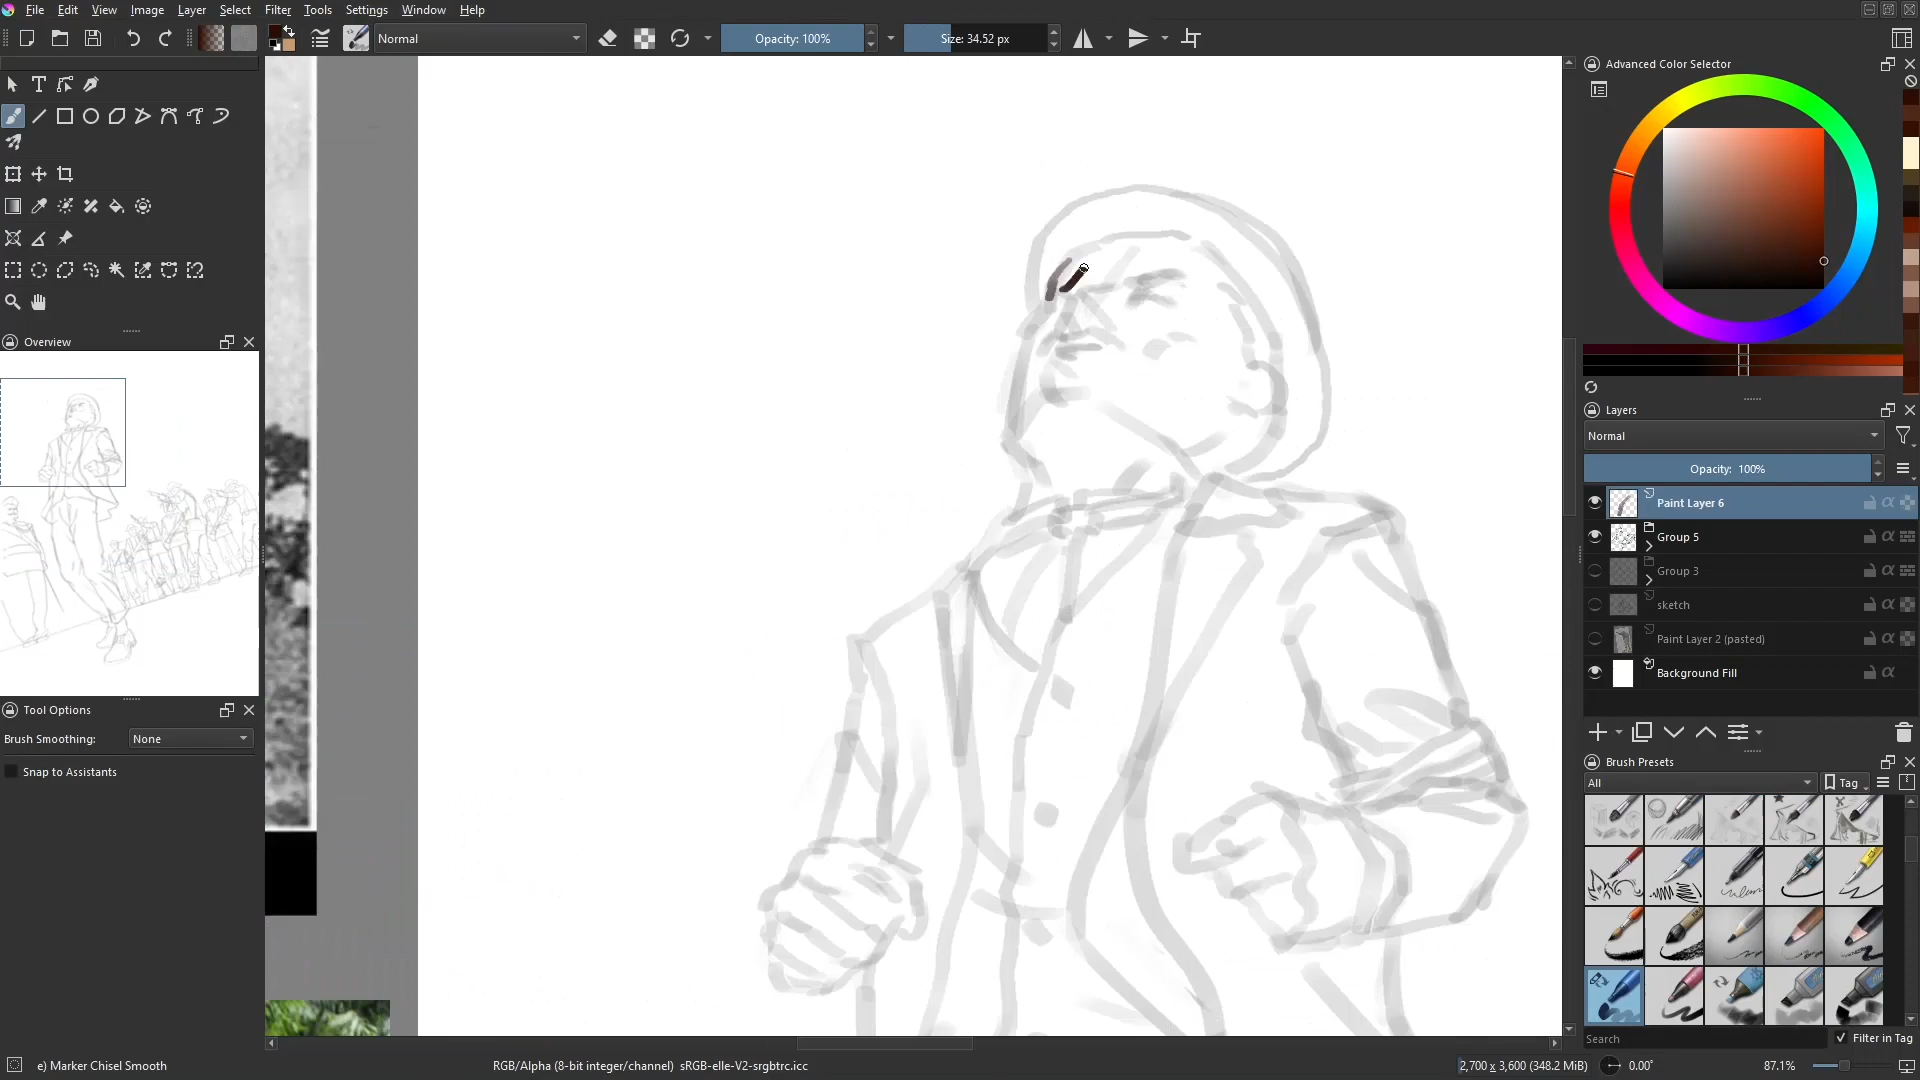 File Edit View Image Layer Select Filter Tools Settings Window Help
Normal
Opacity: 100%
Size: 34.52 px
Advanced Color Selector
Overview
Layers
Normal
Opacity: 100%
Paint Layer 6
Group 5
Group 3
sketch
Paint Layer 2 (pasted)
Background Fill
Tool Options
Brush Smoothing: None
Snap to Assistants
Brush Presets
All
Tag
Search
Filter in Tag
e) Marker Chisel Smooth
RGB/Alpha (8-bit integer/channel) sRGB-elle-V2-srgbtrc.icc
2,700 x 3,600 (348.2 MiB)
0.00°
87.1%